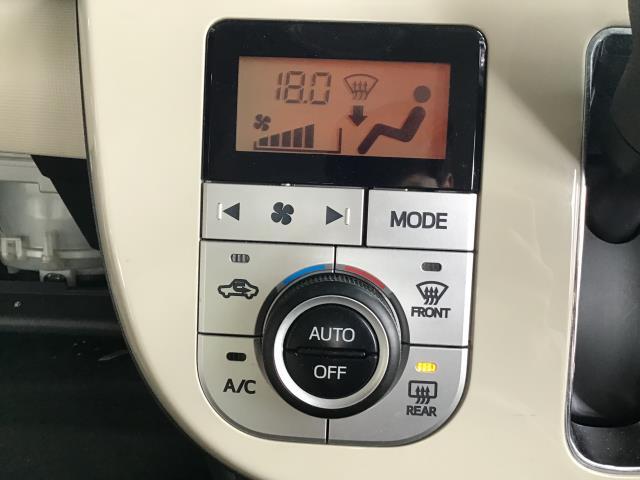 18.0
MODE
FRONT
AUTO
OFF
A/C
REAR